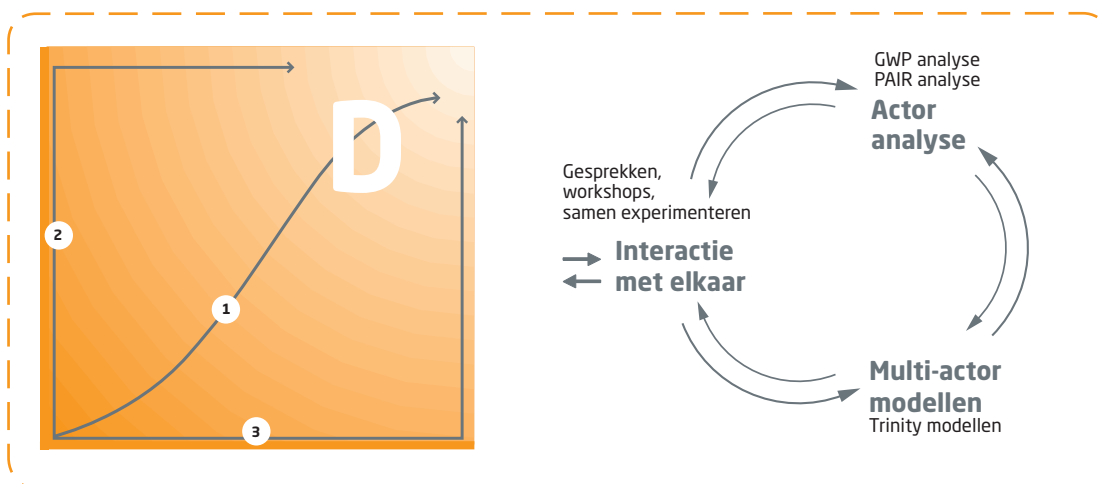 D
2
1
3
GWP analyse
PAIR analyse
Actor
analyse
Gesprekken,
workshops,
samen experimenteren
Interactie
met elkaar
Multi-actor
modellen
Trinity modellen